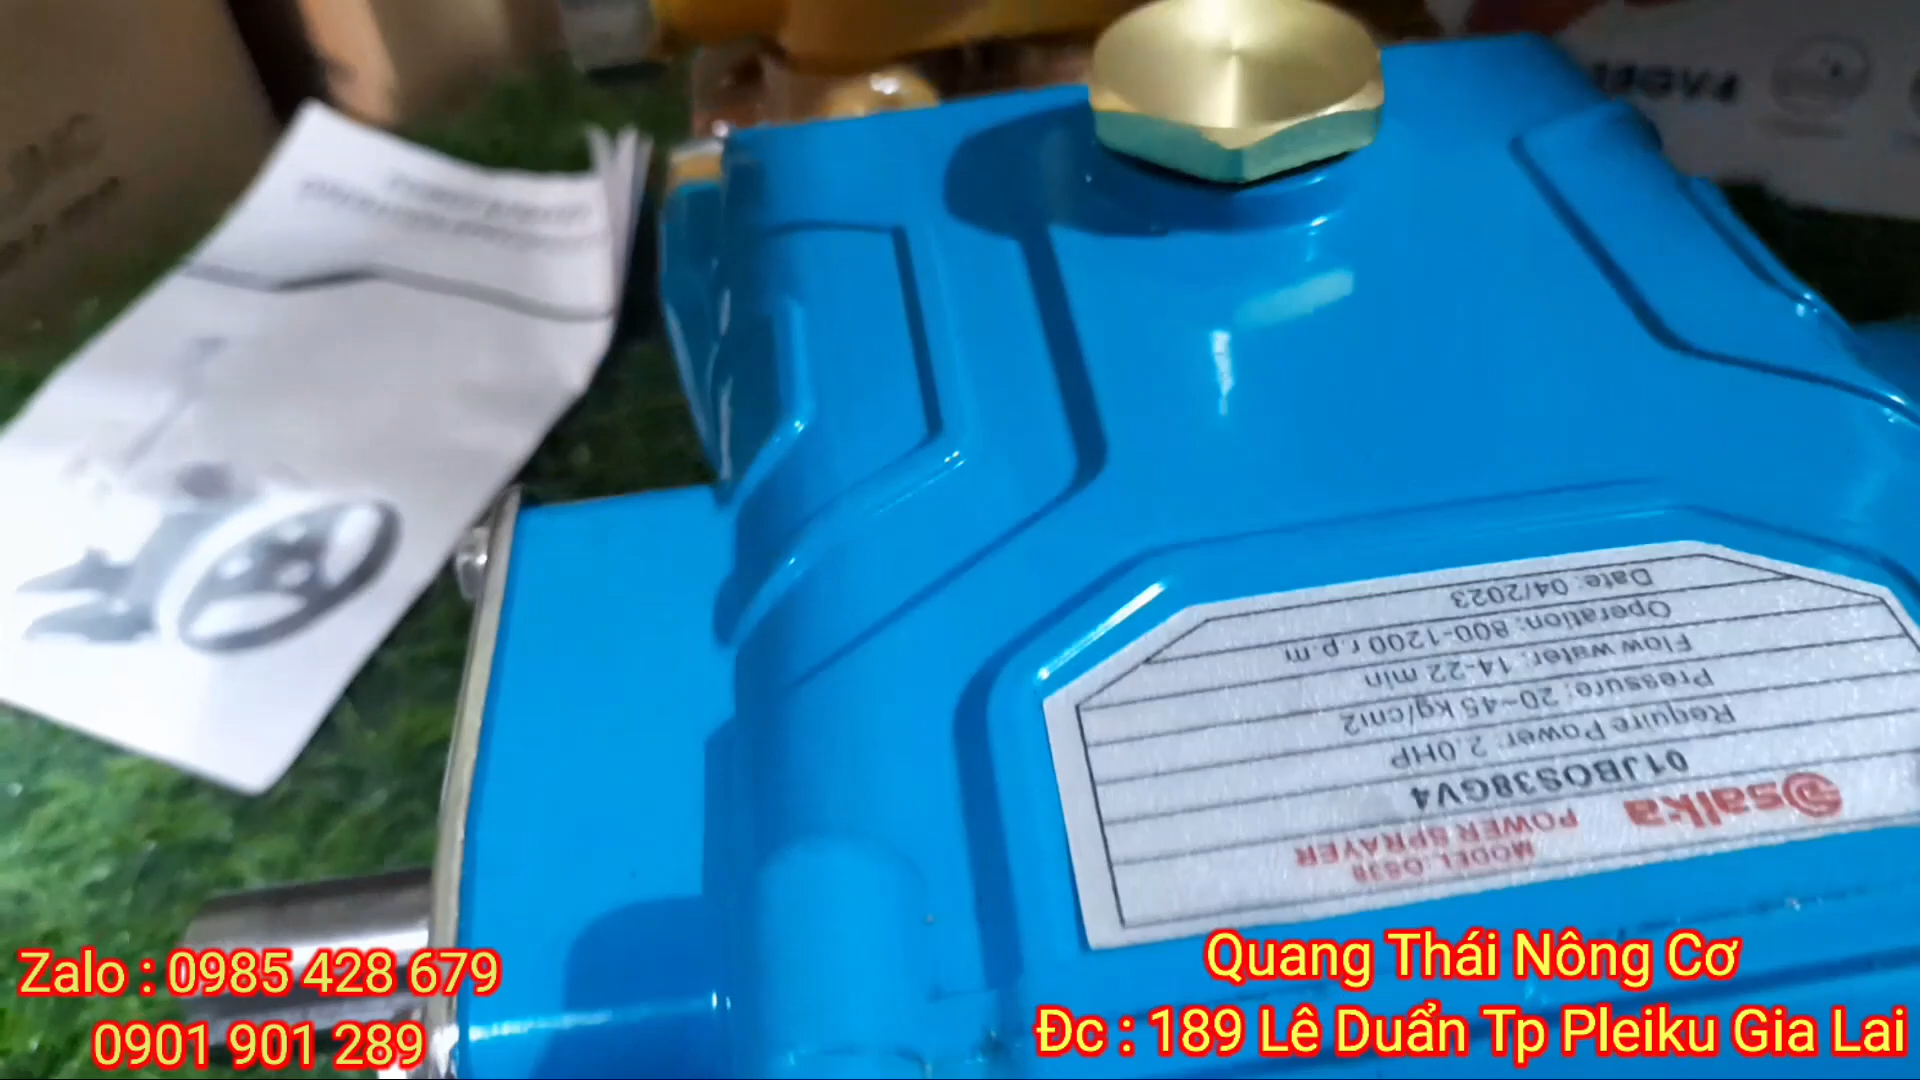 Osaka
POWER SPRAYER
MODEL: OS38
01JBOS38GV4
Require Power: 2.0HP
Pressure: 20~45 kg/cm2
Flow water: 14-22 min
Operation: 800-1200 r.p.m
Date: 04/2023
Zalo : 0985 428 679
0901 901 289
Quang Thái Nông Cơ
Đc : 189 Lê Duẩn Tp Pleiku Gia Lai